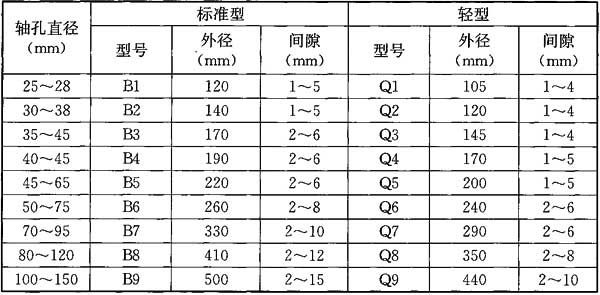 轴孔直径 (mm) 标准型 轻型
型号 外径 (mm) 间隙 (mm) 型号 外径 (mm) 间隙 (mm)
25～28 B1 120 1～5 Q1 105 1～4
30～38 B2 140 1～5 Q2 120 1～4
35～45 B3 170 2～6 Q3 145 1～4
40～45 B4 190 2～6 Q4 170 1～5
45～65 B5 220 2～6 Q5 200 1～5
50～75 B6 260 2～8 Q6 240 2～6
70～95 B7 330 2～10 Q7 290 2～6
80～120 B8 410 2～12 Q8 350 2～8
100～150 B9 500 2～15 Q9 440 2～10